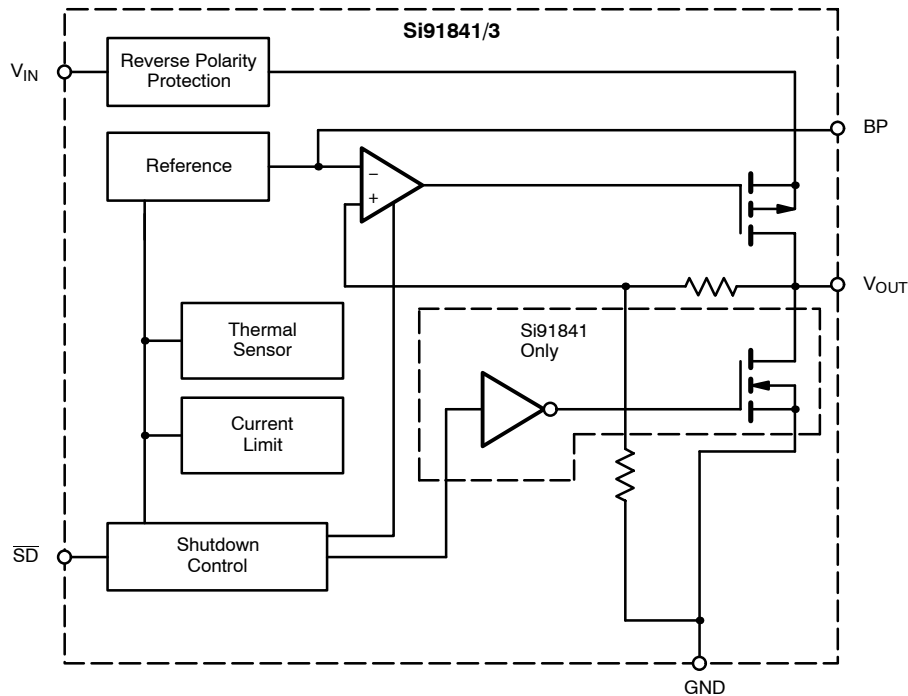 Si91841/3
VIN
Reverse Polarity
Protection
BP
Reference
−
+
VOUT
Si91841
Only
Thermal
Sensor
Current
Limit
SD
Shutdown
Control
GND